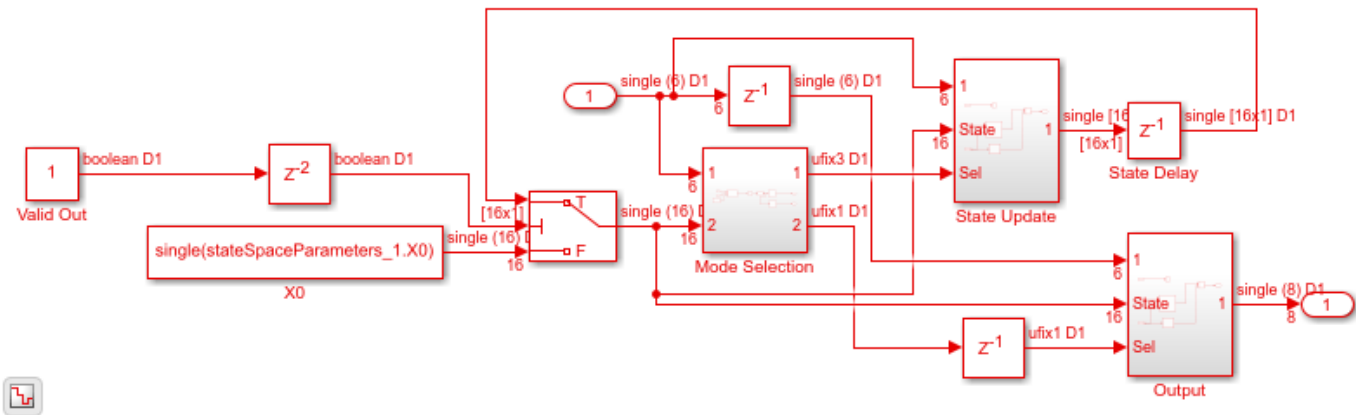 single (6) D1
single (6) D1
1
Z-1
6
1
6
State
16
1
Sel
State Update
single [16
[16x1]
Z-1
single [16x1] D1
State Delay
1
boolean D1
Valid Out
Z-2
boolean D1
single(stateSpaceParameters_1.X0)
X0
single (16) D
16
[16x1]
T
F
single (16) D
1
6
2
16
1
2
Mode Selection
ufix3 D1
ufix1 D1
Z-1
ufix1 D1
1
6
State
16
Sel
1
Output
single (8) D1
8
1